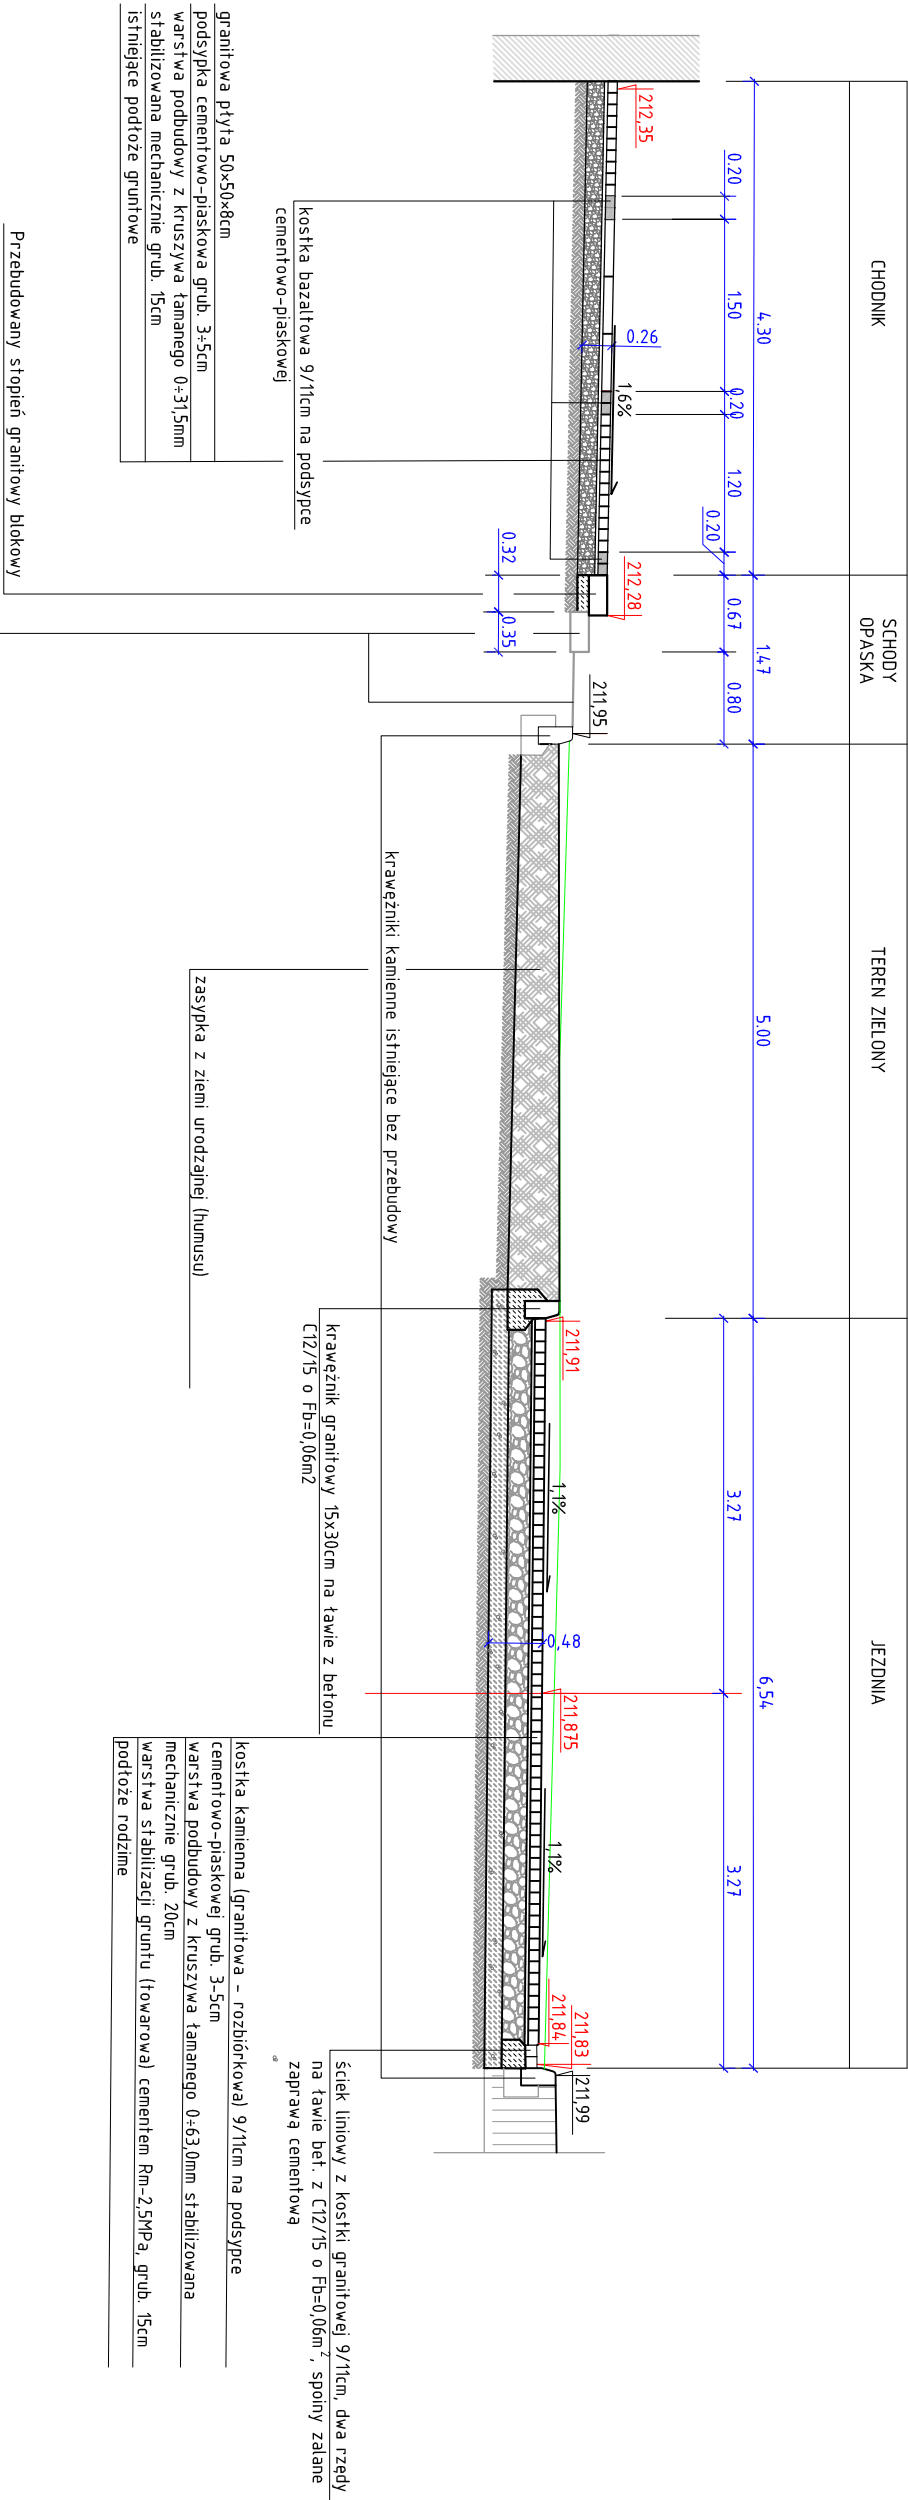 CHODNIK
SCHODY
OPASKA
TEREN ZIELONY
JEZDNIA
4.30
1.47
5.00
6,54
0.20
1.50
0.20
1.20
0.20
0.67
0.80
3.27
3.27
212,35
0.26
1,6%
212,28
0.32
0.35
211,95
211,91
1,1%
0,48
211,875
1,1%
211,84
211,83
211,99
kostka bazaltowa 9/11cm na podsypce
cementowo-piaskowej
granitowa płyta 50×50×8cm
podsypka cementowo-piaskowa grub. 3÷5cm
warstwa podbudowy z kruszywa łamanego 0÷31,5mm
stabilizowana mechanicznie grub. 15cm
istniejące podłoże gruntowe
Przebudowany stopień granitowy blokowy
krawężniki kamienne istniejące bez przebudowy
zasypka z ziemi urodzajnej (humusu)
krawężnik granitowy 15x30cm na ławie z betonu
C12/15 o Fb=0,06m2
kostka kamienna (granitowa - rozbiórkowa) 9/11cm na podsypce
cementowo-piaskowej grub. 3-5cm
warstwa podbudowy z kruszywa łamanego 0÷63,0mm stabilizowana
mechanicznie grub. 20cm
warstwa stabilizacji gruntu (towarowa) cementem Rm-2,5MPa, grub. 15cm
podłoże rodzime
ściek liniowy z kostki granitowej 9/11cm, dwa rzędy
na ławie bet. z C12/15 o Fb=0,06m², spoiny zalane
zaprawą cementową